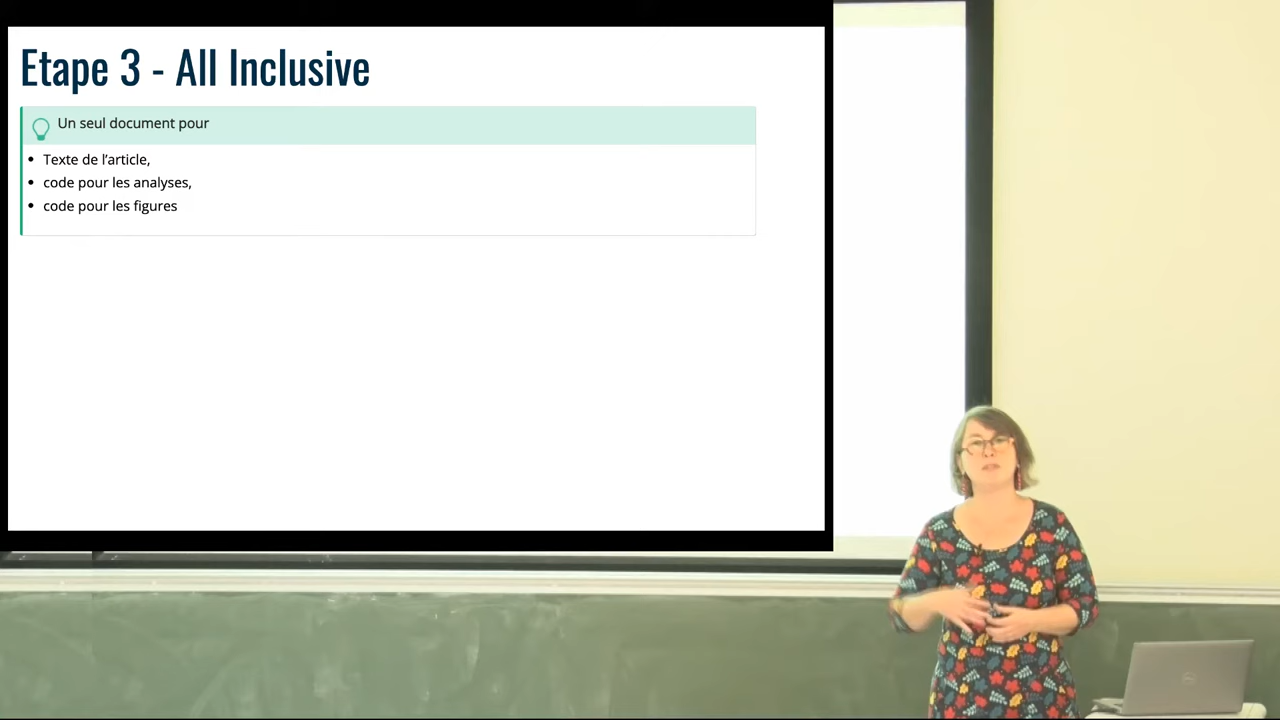 Etape 3 - All Inclusive
Un seul document pour
Texte de l'article,
code pour les analyses,
code pour les figures